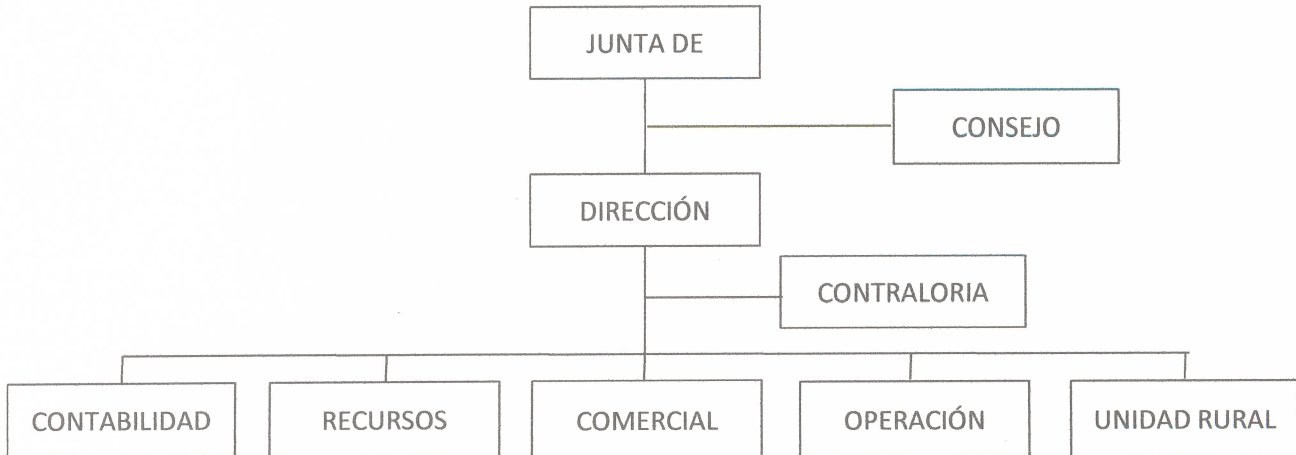 JUNTA DE
CONSEJO
DIRECCIÓN
CONTRALORIA
CONTABILIDAD
RECURSOS
COMERCIAL
OPERACIÓN
UNIDAD RURAL